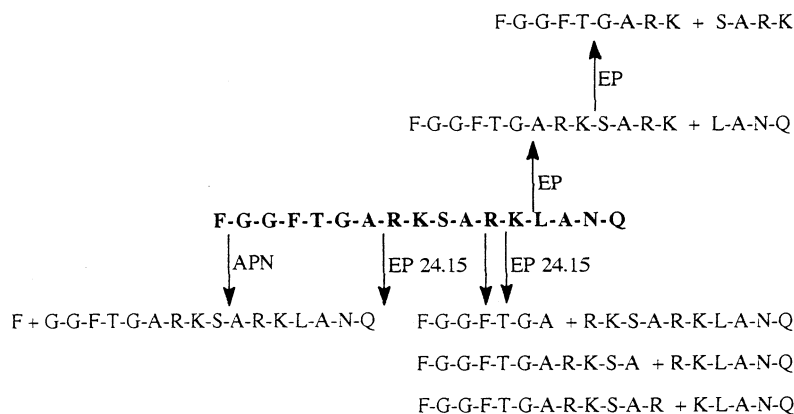 F-G-G-F-T-G-A-R-K + S-A-R-K
EP
F-G-G-F-T-G-A-R-K-S-A-R-K + L-A-N-Q
EP
F-G-G-F-T-G-A-R-K-S-A-R-K-L-A-N-Q
APN EP 24.15 EP 24.15
F + G-G-F-T-G-A-R-K-S-A-R-K-L-A-N-Q F-G-G-F-T-G-A + R-K-S-A-R-K-L-A-N-Q
F-G-G-F-T-G-A-R-K-S-A + R-K-L-A-N-Q
F-G-G-F-T-G-A-R-K-S-A-R + K-L-A-N-Q